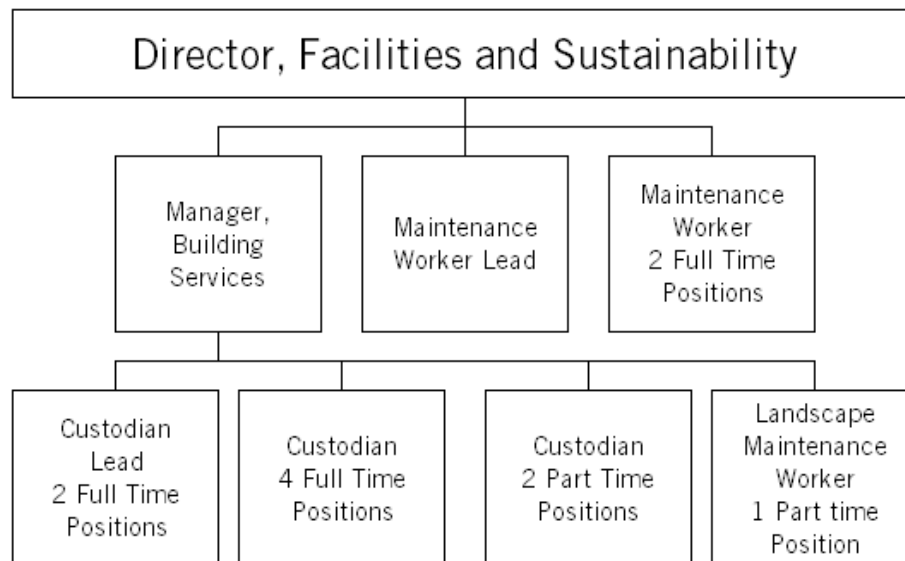 Director, Facilities and Sustainability
Manager,
Building
Services
Maintenance
Worker Lead
Maintenance
Worker
2 Full Time
Positions
Custodian
Lead
2 Full Time
Positions
Custodian
4 Full Time
Positions
Custodian
2 Part Time
Positions
Landscape
Maintenance
Worker
1 Part time
Position